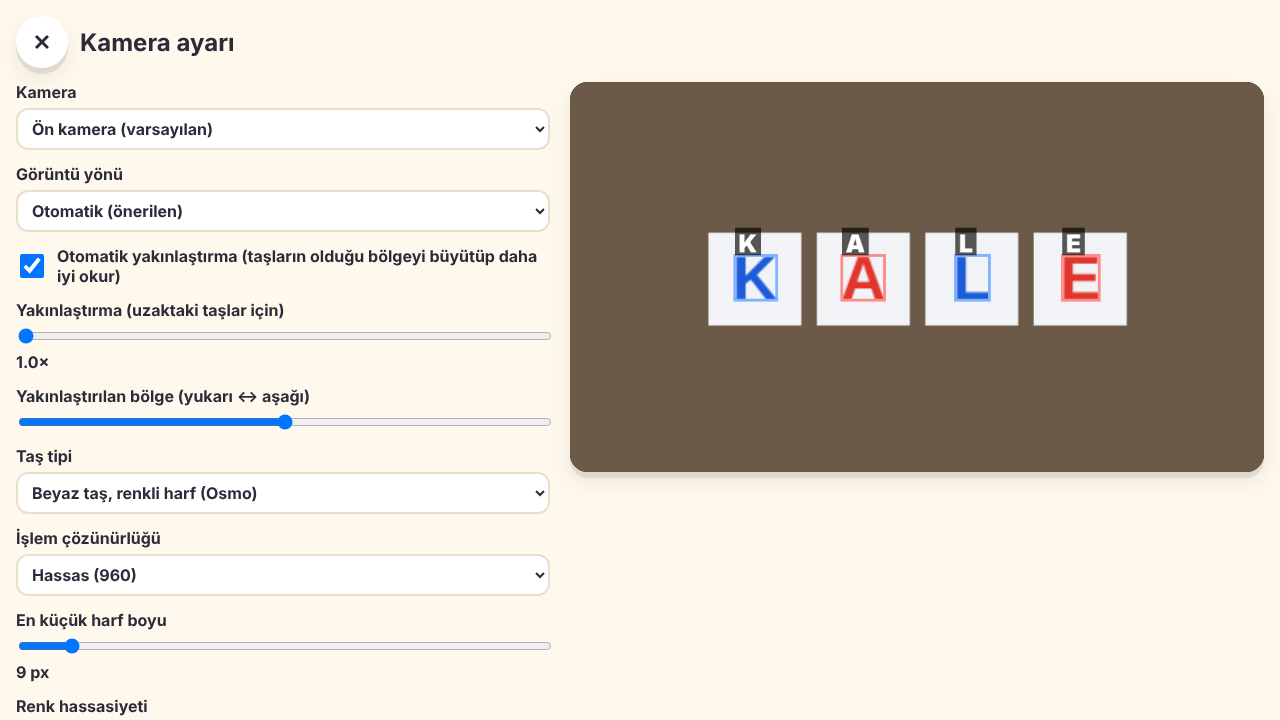 ✕ Kamera ayarı
Kamera
Ön kamera (varsayılan)
Görüntü yönü
Otomatik (önerilen)
Otomatik yakınlaştırma (taşların olduğu bölgeyi büyütüp daha
iyi okur)
Yakınlaştırma (uzaktaki taşlar için)
1.0×
Yakınlaştırılan bölge (yukarı ↔ aşağı)
Taş tipi
Beyaz taş, renkli harf (Osmo)
İşlem çözünürlüğü
Hassas (960)
En küçük harf boyu
9 px
Renk hassasiyeti
K A L E
K A L E